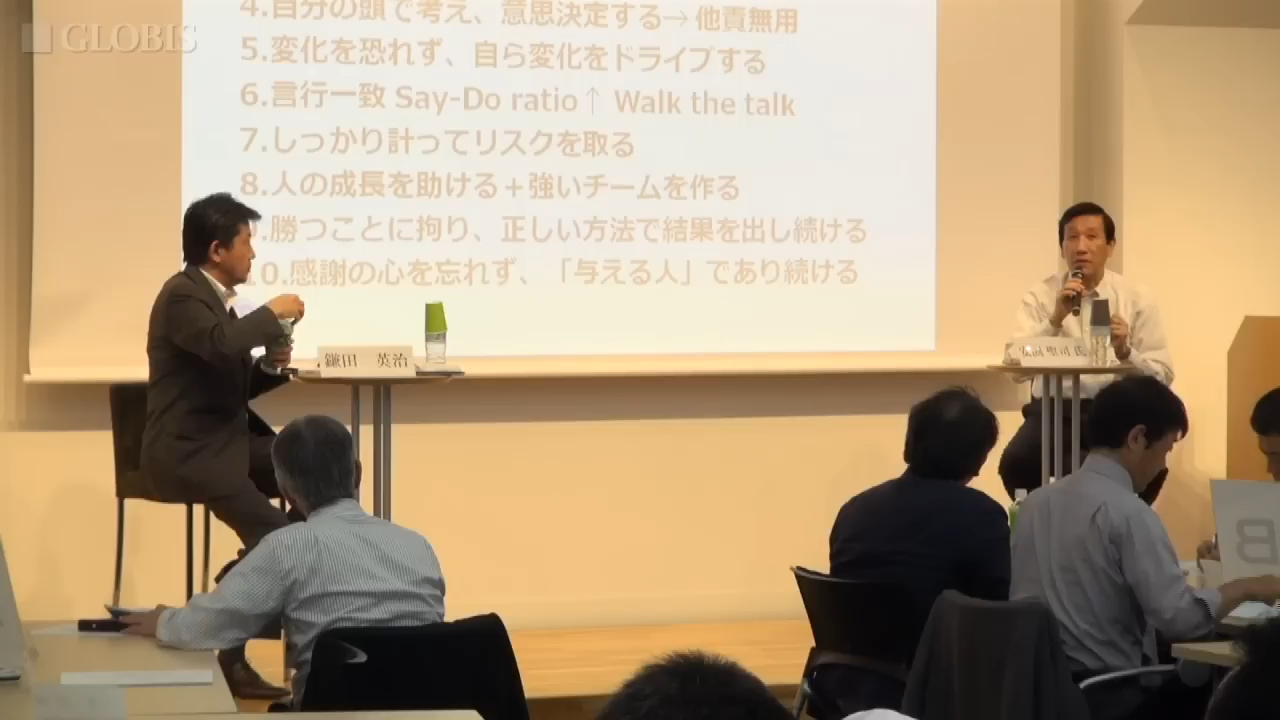 GLOBIS
4.自分の頭で考え、意思決定する→他責無用
5.変化を恐れず、自ら変化をドライブする
6.言行一致 Say-Do ratio↑ Walk the talk
7.しっかり計ってリスクを取る
8.人の成長を助ける＋強いチームを作る
.勝つことに拘り、正しい方法で結果を出し続ける
0.感謝の心を忘れず、「与える人」であり続ける
鎌田 英治
聖司 氏
B